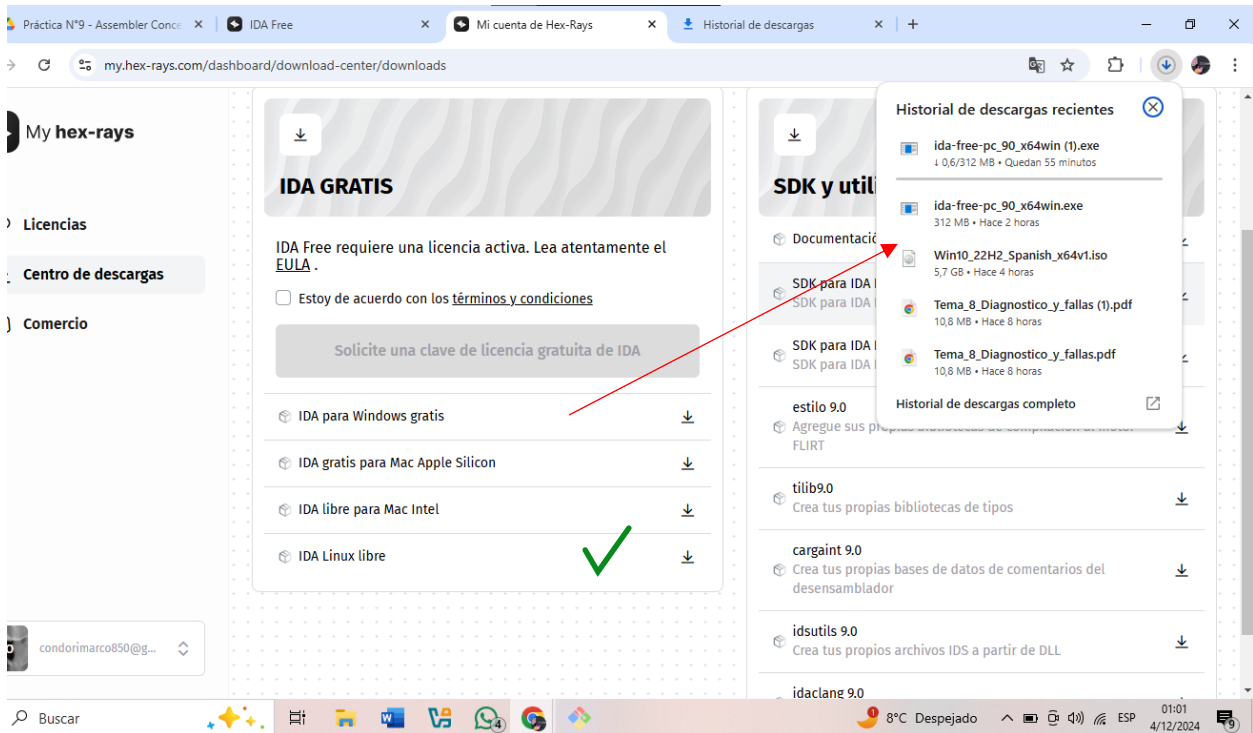 Práctica N°9 - Assembler Conce
IDA Free
Mi cuenta de Hex-Rays
Historial de descargas
my.hex-rays.com/dashboard/download-center/downloads
My hex-rays
Licencias
Centro de descargas
Comercio
condorimarco850@g...
IDA GRATIS
IDA Free requiere una licencia activa. Lea atentamente el
EULA .
Estoy de acuerdo con los términos y condiciones
Solicite una clave de licencia gratuita de IDA
IDA para Windows gratis
IDA gratis para Mac Apple Silicon
IDA libre para Mac Intel
IDA Linux libre
SDK y utili
Documentació
SDK para IDA
SDK para IDA
SDK para IDA
SDK para IDA
estilo 9.0
Agregue sus propias bibliotecas de compilación al motor
FLIRT
tilib9.0
Crea tus propias bibliotecas de tipos
cargaint 9.0
Crea tus propias bases de datos de comentarios del
desensamblador
idsutils 9.0
Crea tus propios archivos IDS a partir de DLL
idaclang 9.0
Historial de descargas recientes
ida-free-pc_90_x64win (1).exe
↓ 0,6/312 MB • Quedan 55 minutos
ida-free-pc_90_x64win.exe
312 MB • Hace 2 horas
Win10_22H2_Spanish_x64v1.iso
5,7 GB • Hace 4 horas
Tema_8_Diagnostico_y_fallas (1).pdf
10,8 MB • Hace 8 horas
Tema_8_Diagnostico_y_fallas.pdf
10,8 MB • Hace 8 horas
Historial de descargas completo
Buscar
4
1
8°C Despejado
ESP
01:01
4/12/2024
9